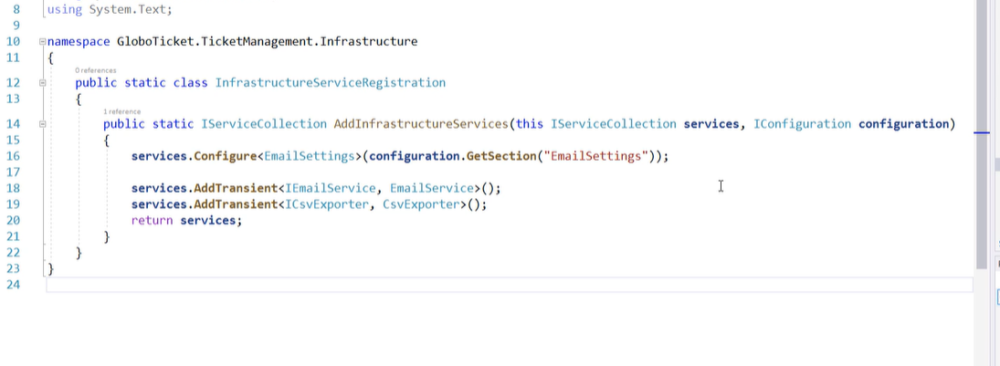 8 using System.Text;
9
10 namespace GloboTicket.TicketManagement.Infrastructure
11 {
0 references
12 public static class InfrastructureServiceRegistration
13 {
1 reference
14 public static IServiceCollection AddInfrastructureServices(this IServiceCollection services, IConfiguration configuration)
15 {
16 services.Configure<EmailSettings>(configuration.GetSection("EmailSettings"));
17
18 services.AddTransient<IEmailService, EmailService>();
19 services.AddTransient<ICsvExporter, CsvExporter>();
20 return services;
21 }
22 }
23 }
24